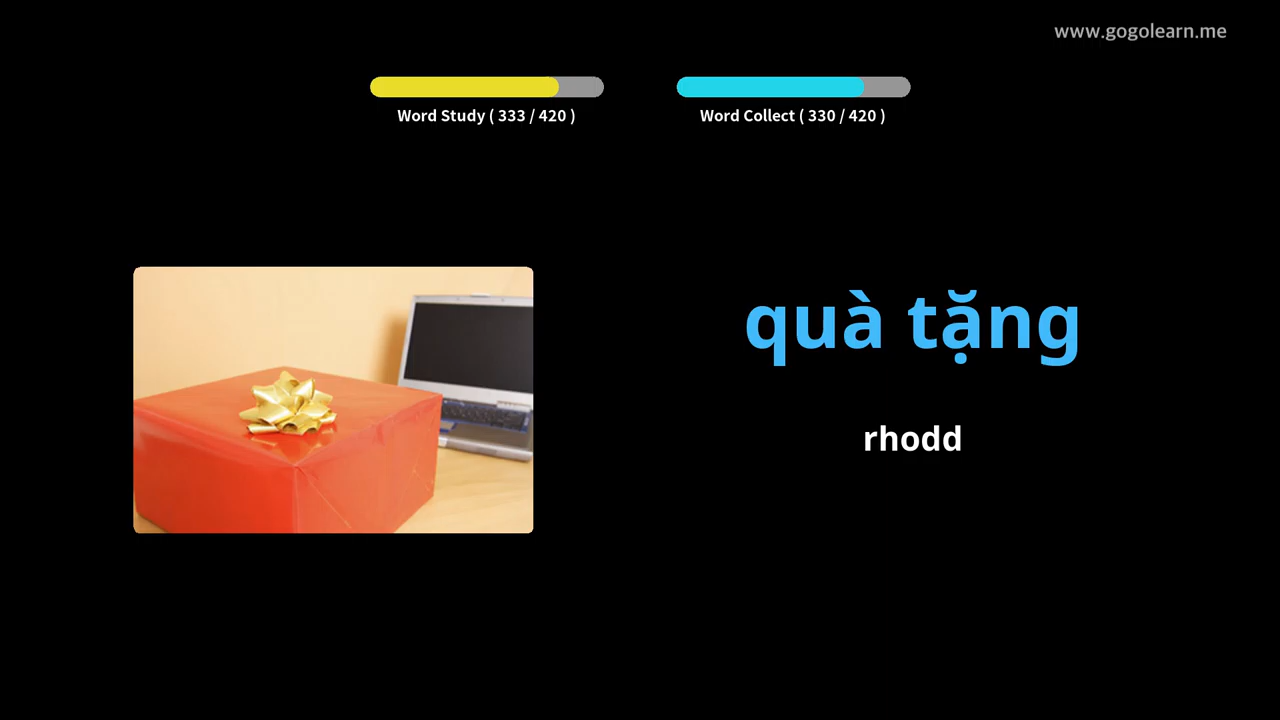 www.gogolearn.me
Word Study ( 333 / 420 )
Word Collect ( 330 / 420 )
quà tặng
rhodd